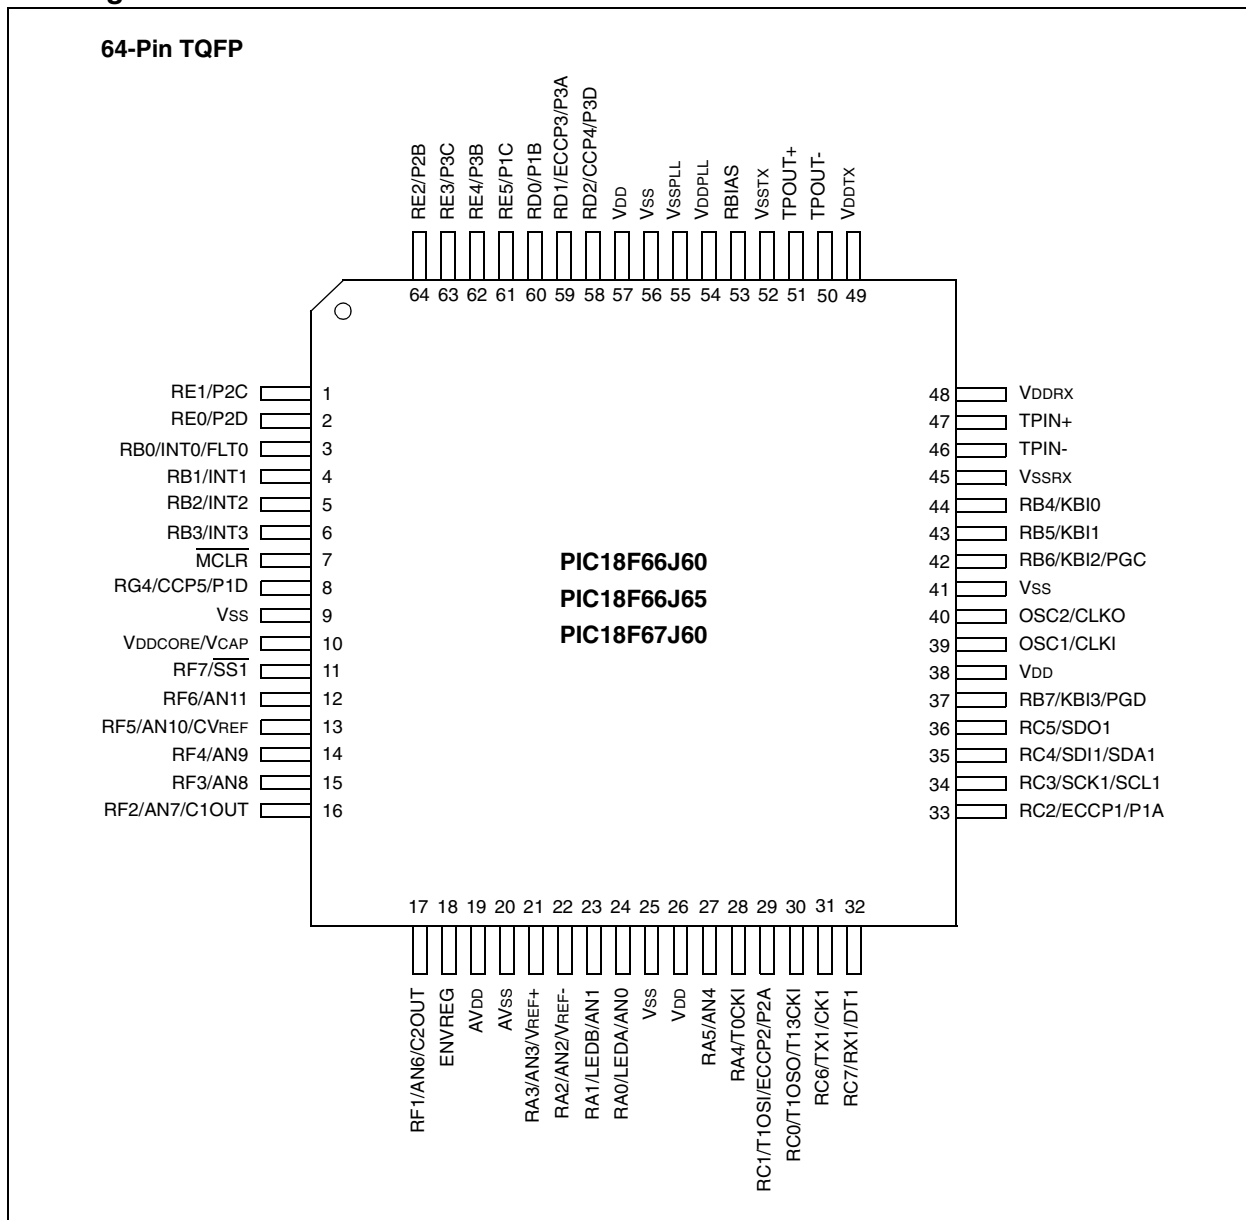 64-Pin TQFP
RE2/P2B
RE3/P3C
RE4/P3B
RE5/P1C
RD0/P1B
RD1/ECCP3/P3A
RD2/CCP4/P3D
VDD
VSS
VSSPLL
VDDPLL
RBIAS
VSSTX
TPOUT+
TPOUT-
VDDTX
64 63 62 61 60 59 58 57 56 55 54 53 52 51 50 49
RE1/P2C 1
RE0/P2D 2
RB0/INT0/FLT0 3
RB1/INT1 4
RB2/INT2 5
RB3/INT3 6
MCLR 7
RG4/CCP5/P1D 8
VSS 9
VDDCORE/VCAP 10
RF7/SS1 11
RF6/AN11 12
RF5/AN10/CVREF 13
RF4/AN9 14
RF3/AN8 15
RF2/AN7/C1OUT 16
PIC18F66J60
PIC18F66J65
PIC18F67J60
48 VDDRX
47 TPIN+
46 TPIN-
45 VSSRX
44 RB4/KBI0
43 RB5/KBI1
42 RB6/KBI2/PGC
41 VSS
40 OSC2/CLKO
39 OSC1/CLKI
38 VDD
37 RB7/KBI3/PGD
36 RC5/SDO1
35 RC4/SDI1/SDA1
34 RC3/SCK1/SCL1
33 RC2/ECCP1/P1A
17 18 19 20 21 22 23 24 25 26 27 28 29 30 31 32
RF1/AN6/C2OUT
ENVREG
AVDD
AVSS
RA3/AN3/VREF+
RA2/AN2/VREF-
RA1/LEDB/AN1
RA0/LEDA/AN0
VSS
VDD
RA5/AN4
RA4/T0CKI
RC1/T1OSI/ECCP2/P2A
RC0/T1OSO/T13CKI
RC6/TX1/CK1
RC7/RX1/DT1